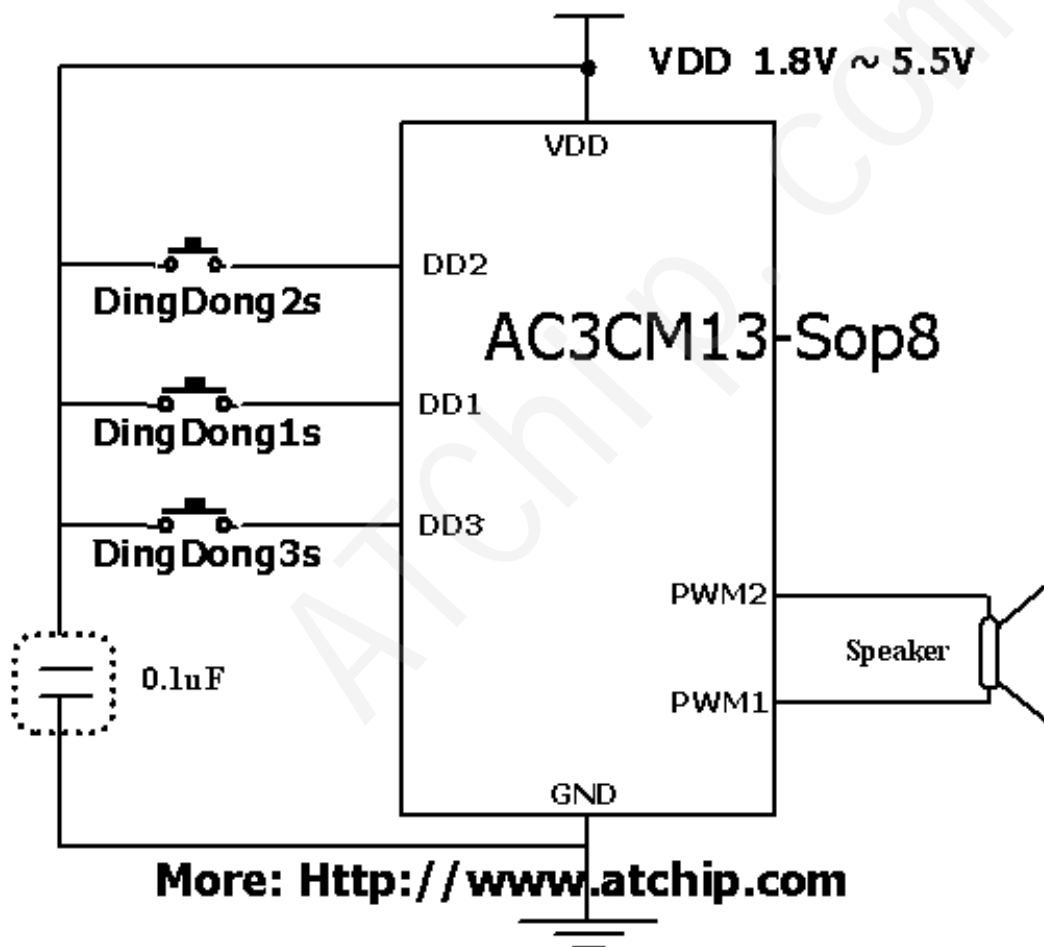 VDD 1.8V ~ 5.5V
VDD
DD2
DingDong2s
AC3CM13-Sop8
DD1
DingDong1s
DD3
DingDong3s
PWM2
0.1uF
Speaker
PWM1
GND
More: Http://www.atchip.com
ATChip.com